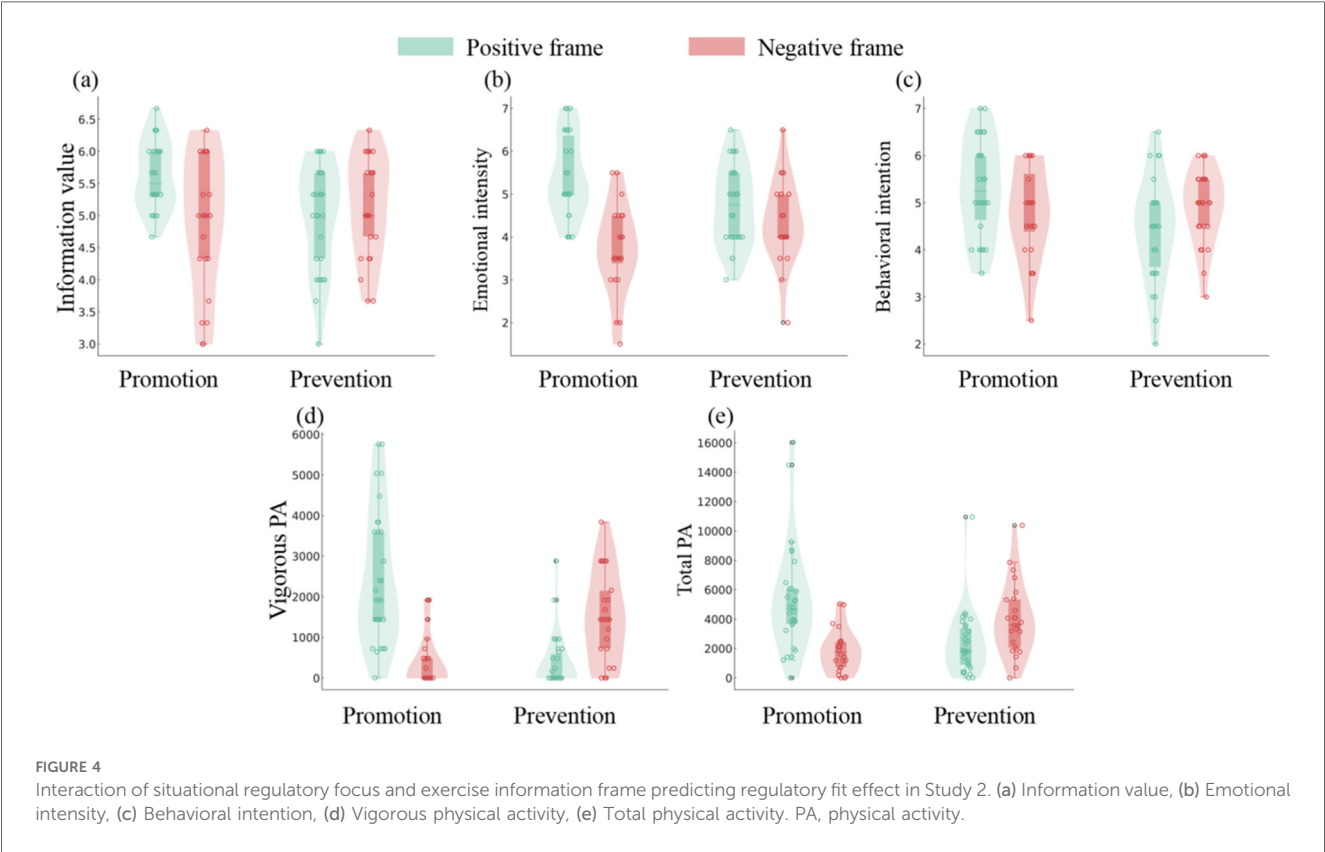 Positive frame
Negative frame
(a)
Information value
6.5
6.0
5.5
5.0
4.5
4.0
3.5
3.0
Promotion
Prevention
(b)
Emotional intensity
7
6
5
4
3
2
Promotion
Prevention
(c)
Behavioral intention
7
6
5
4
3
2
Promotion
Prevention
(d)
Vigorous PA
6000
5000
4000
3000
2000
1000
0
Promotion
Prevention
(e)
Total PA
16000
14000
12000
10000
8000
6000
4000
2000
0
Promotion
Prevention
FIGURE 4
Interaction of situational regulatory focus and exercise information frame predicting regulatory fit effect in Study 2. (a) Information value, (b) Emotional
intensity, (c) Behavioral intention, (d) Vigorous physical activity, (e) Total physical activity. PA, physical activity.